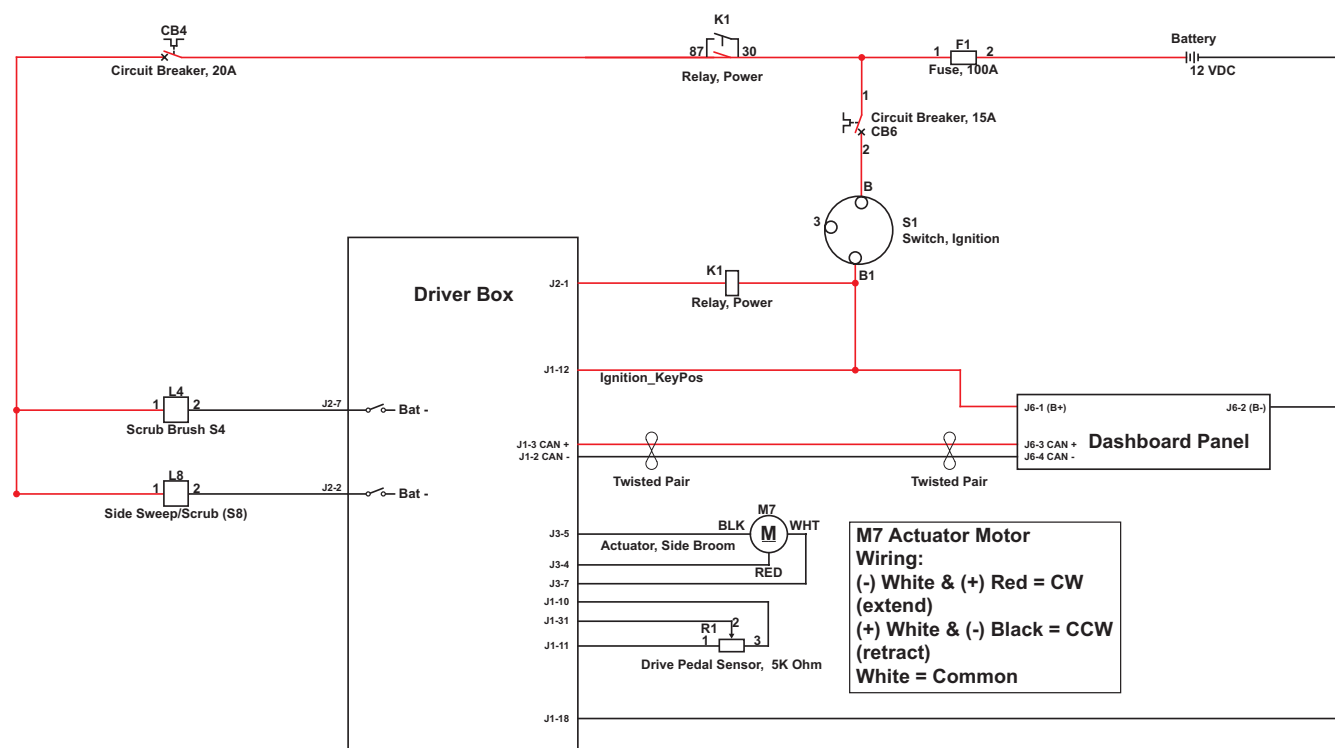 CB4
Circuit Breaker, 20A
K1
87
30
Relay, Power
1
F1
2
Fuse, 100A
Battery
12 VDC
1
Circuit Breaker, 15A
CB6
2
B
3
S1
Switch, Ignition
B1
Driver Box
J2-1
K1
Relay, Power
J1-12
Ignition_KeyPos
L4
1
2
J2-7
Bat -
Scrub Brush S4
J6-1 (B+)
J6-2 (B-)
Dashboard Panel
J6-3 CAN +
J6-4 CAN -
J1-3 CAN +
J1-2 CAN -
Twisted Pair
Twisted Pair
L8
1
2
J2-2
Bat -
Side Sweep/Scrub (S8)
M7
BLK
M
WHT
J3-5
Actuator, Side Broom
J3-4
RED
J3-7
J1-10
J1-31
R1
2
J1-11
1
3
Drive Pedal Sensor, 5K Ohm
M7 Actuator Motor
Wiring:
(-) White & (+) Red = CW
(extend)
(+) White & (-) Black = CCW
(retract)
White = Common
J1-18